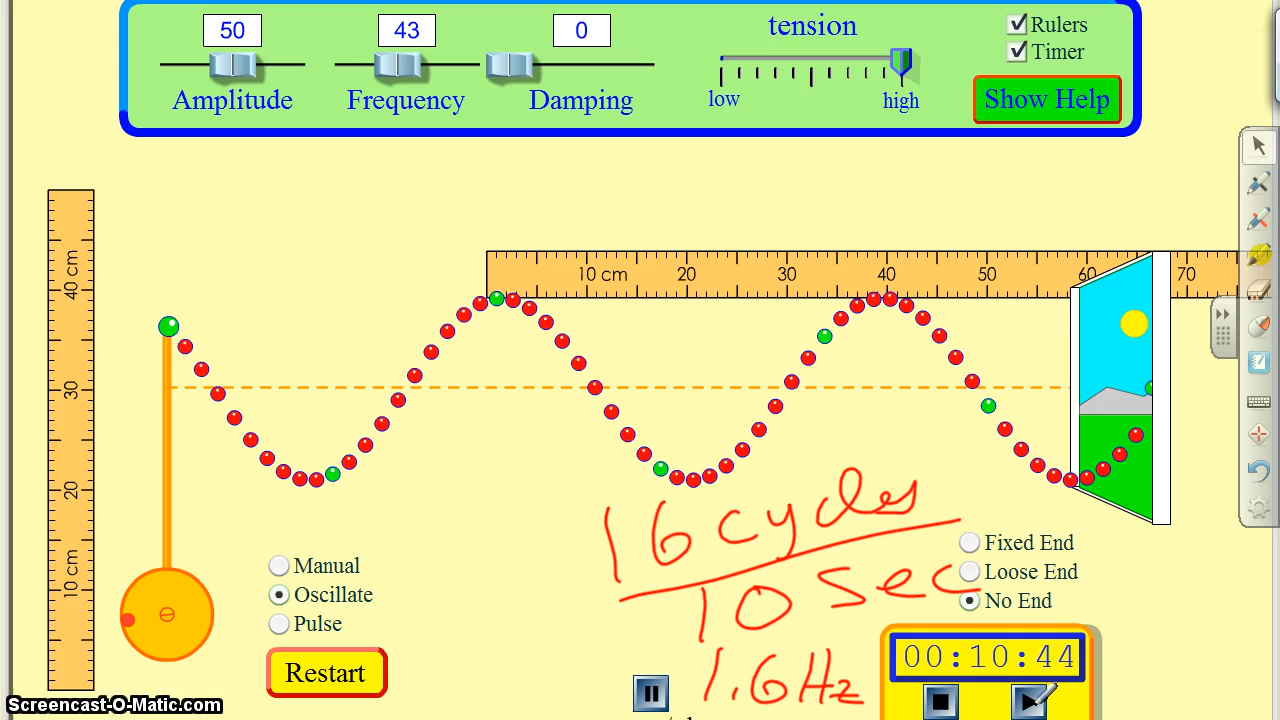 50 43 0
tension
Amplitude Frequency Damping
low high
Rulers
Timer
Show Help
10 cm 20 30 40 50 60 70
40 cm
30
20
10 cm
16 cycles
10 sec
1.6 Hz
Manual
Oscillate
Pulse
Restart
Fixed End
Loose End
No End
00:10:44
Screencast-O-Matic.com